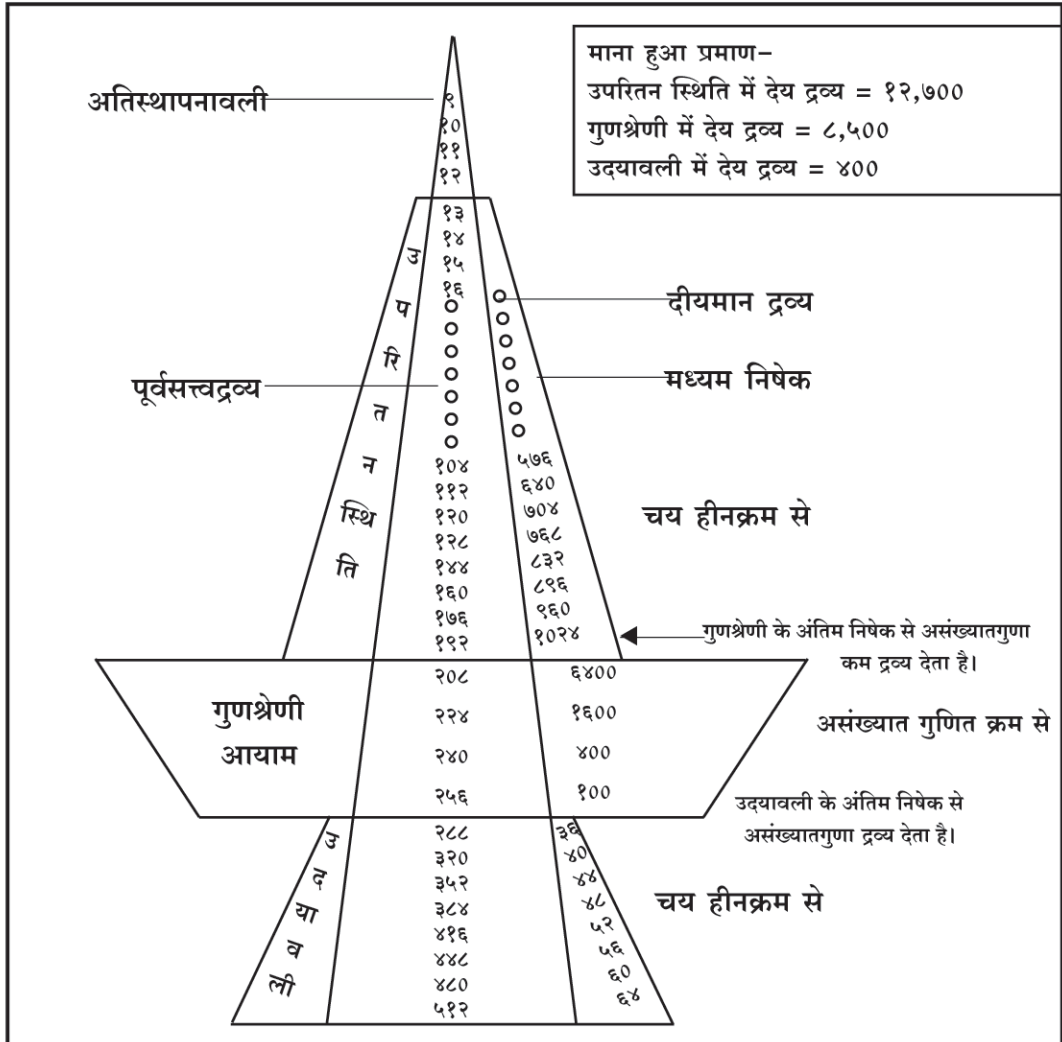 माना हुआ प्रमाण–
उपरितन स्थिति में देय द्रव्य = १२,७००
गुणश्रेणी में देय द्रव्य = ८,५००
उदयावली में देय द्रव्य = ४००
अतिस्थापनावली
९
१०
११
१२
१३
१४
१५
१६
उपरितन स्थिति
दीयमान द्रव्य
पूर्वसत्त्वद्रव्य
मध्यम निषेक
१०४ ५७६
११२ ६४०
१२० ७०४
१२८ ७६८
१४४ ८३२
१६० ८९६
१७६ ९६०
१९२ १०२४
चय हीनक्रम से
गुणश्रेणी के अंतिम निषेक से असंख्यातगुणा
कम द्रव्य देता है।
गुणश्रेणी
आयाम
२०८ ६४००
२२४ १६००
२४० ४००
२५६ १००
असंख्यात गुणित क्रम से
उदयावली के अंतिम निषेक से
असंख्यातगुणा द्रव्य देता है।
उदयावली
२८८ ३६
३२० ४०
३५२ ४४
३८४ ४८
४१६ ५२
४४८ ५६
४८० ६०
५१२ ६४
चय हीनक्रम से